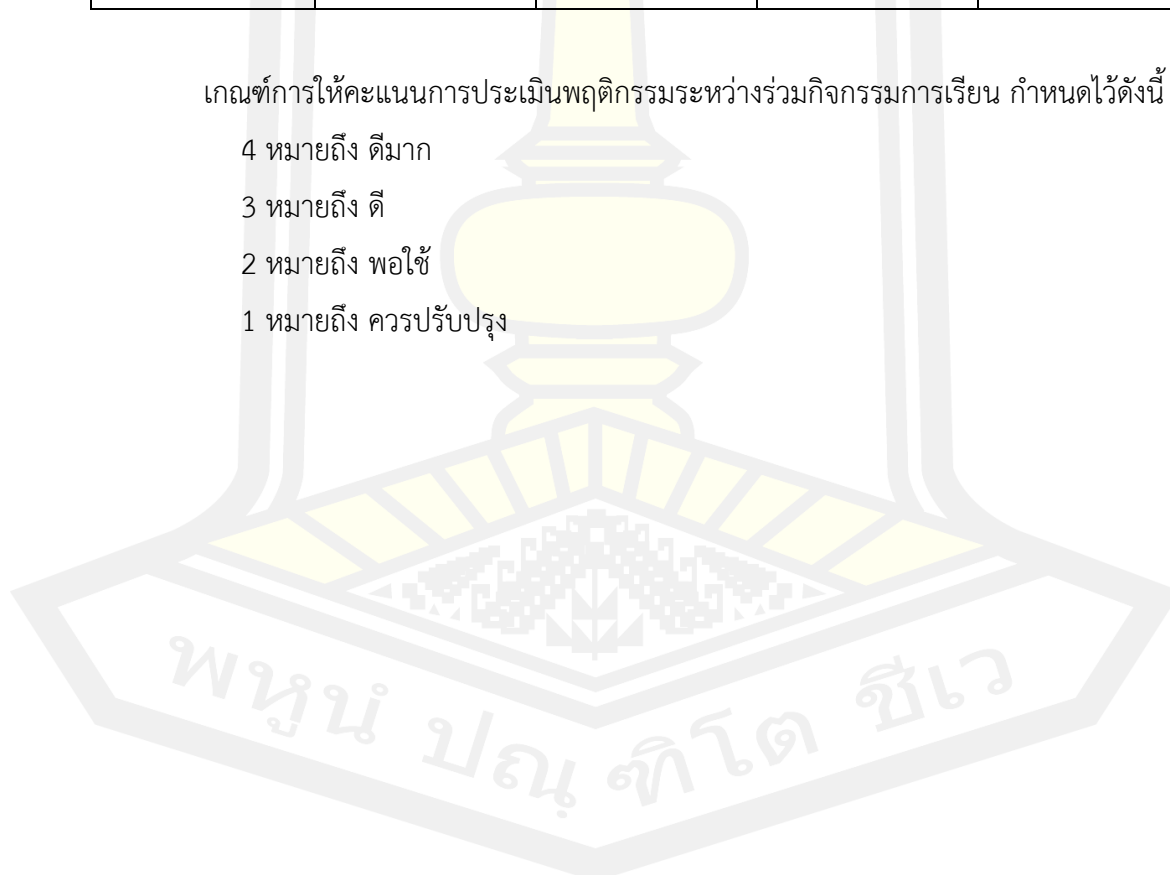 เกณฑ์การให้คะแนนการประเมินพฤติกรรมระหว่างร่วมกิจกรรมการเรียน กำหนดไว้ดังนี้
4 หมายถึง ดีมาก
3 หมายถึง ดี
2 หมายถึง พอใช้
1 หมายถึง ควรปรับปรุง
พหูนํ ปณฺฑิโต ชีเว